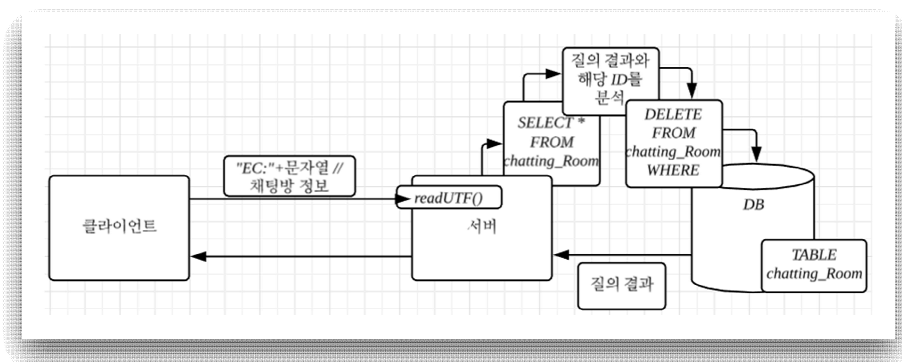 질의 결과와
해당 ID를
분석
SELECT *
FROM
chatting_Room
DELETE
FROM
chatting_Room
WHERE
"EC:"+문자열 //
채팅방 정보
readUTF()
클라이언트
서버
DB
TABLE
chatting_Room
질의 결과